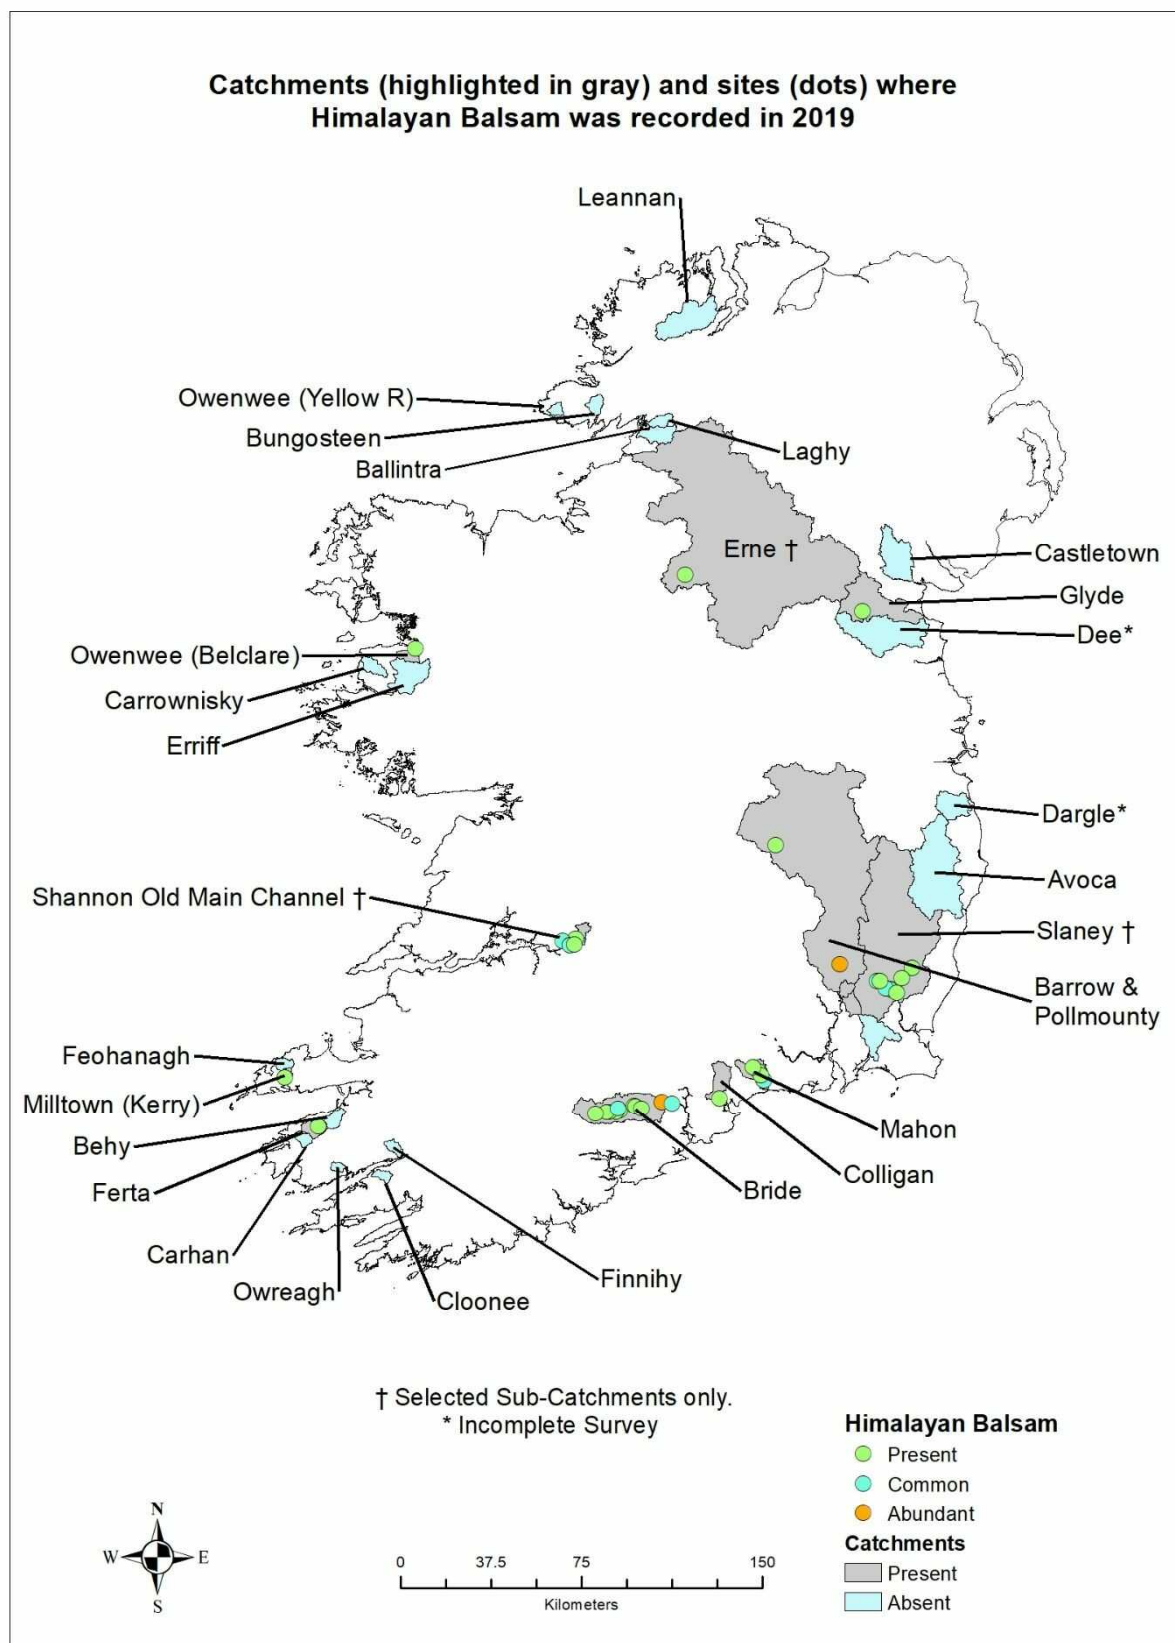 Catchments (highlighted in gray) and sites (dots) where
Himalayan Balsam was recorded in 2019
Leannan
Owenwee (Yellow R)
Bungosteen
Ballintra
Laghy
Erne †
Castletown
Glyde
Dee*
Owenwee (Belclare)
Carrownisky
Erriff
Dargle*
Avoca
Shannon Old Main Channel †
Slaney †
Barrow &
Pollmounty
Feohanagh
Milltown (Kerry)
Behy
Ferta
Carhan
Owreagh
Cloonee
Finnihy
Bride
Colligan
Mahon
† Selected Sub-Catchments only.
* Incomplete Survey
Himalayan Balsam
Present
Common
Abundant
Catchments
Present
Absent
N
W
E
S
0 37.5 75 150
Kilometers